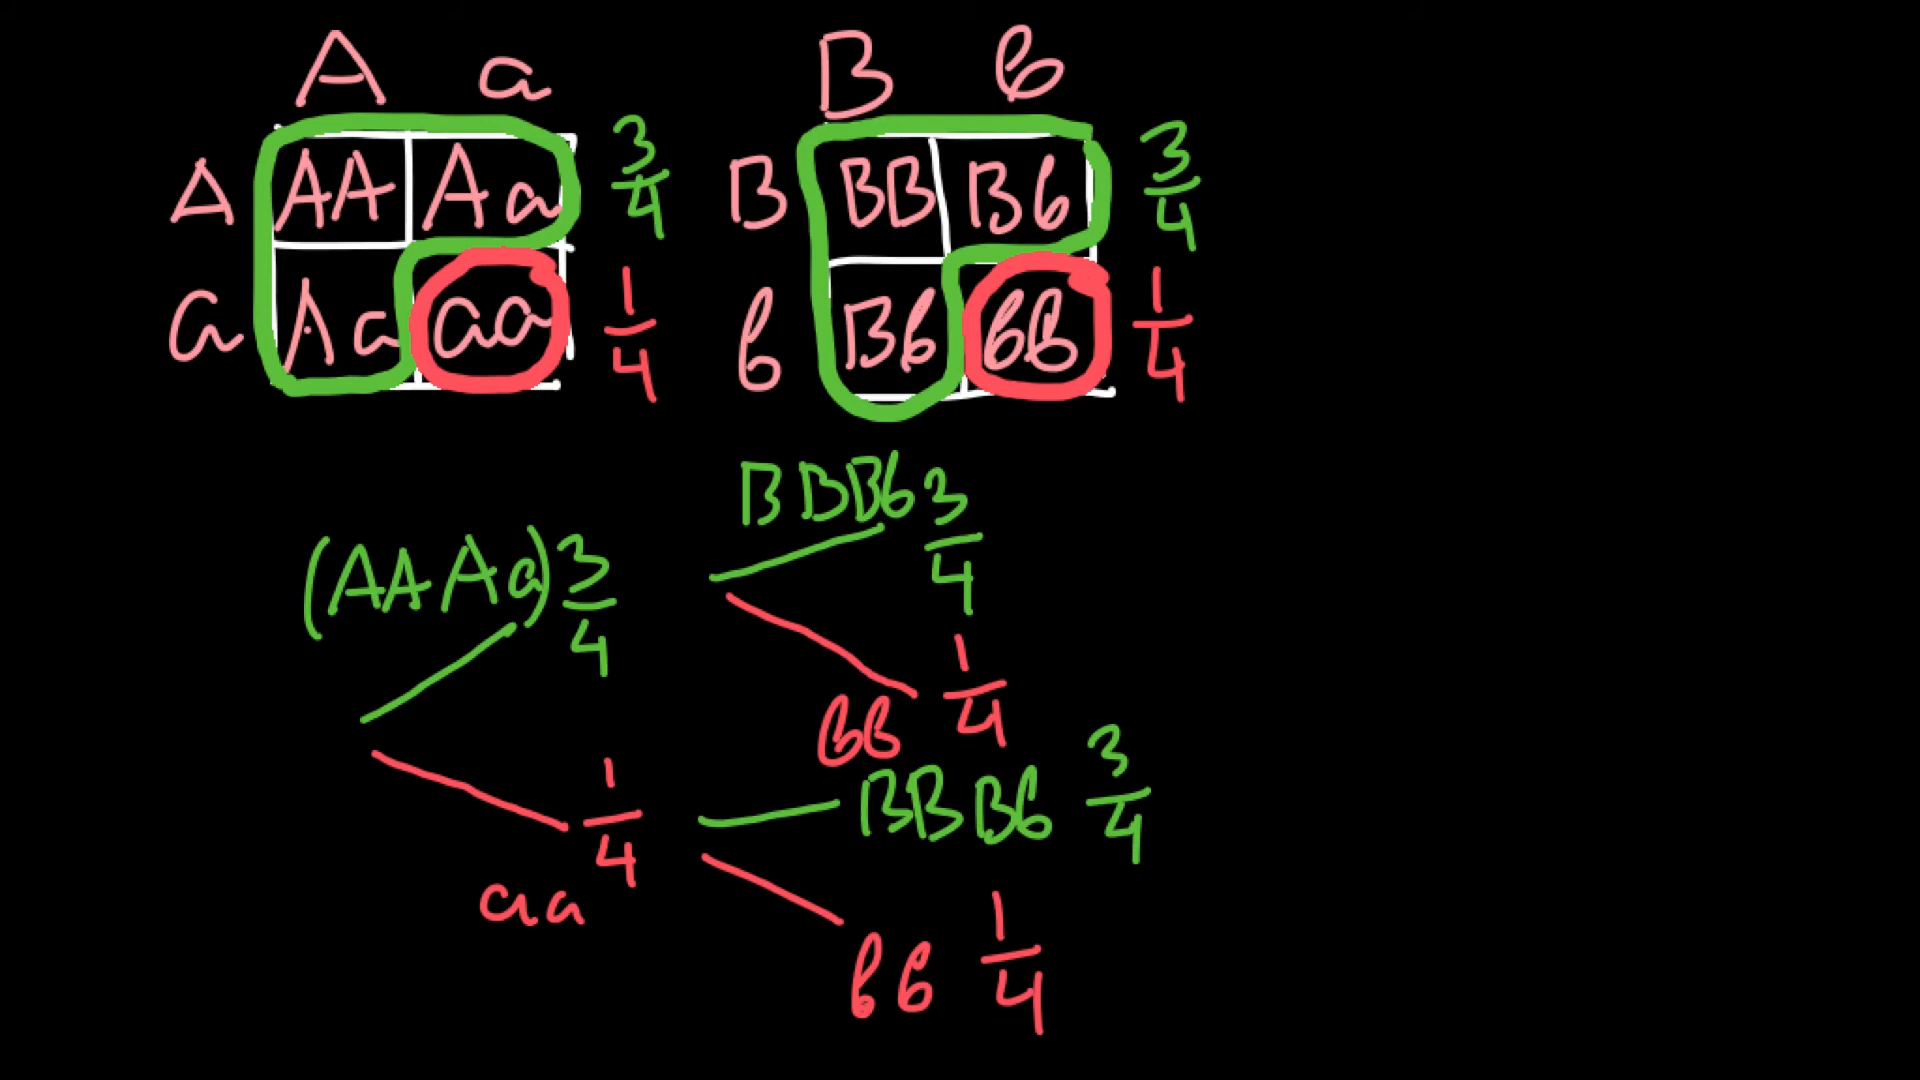 A a B b
A AA Aa 3/4 B BB Bb 3/4
a Aa aa 1/4 b Bb bb 1/4
BBBb 3/4
(AAAa) 3/4
bb 1/4
1/4 BBBb 3/4
aa
bb 1/4